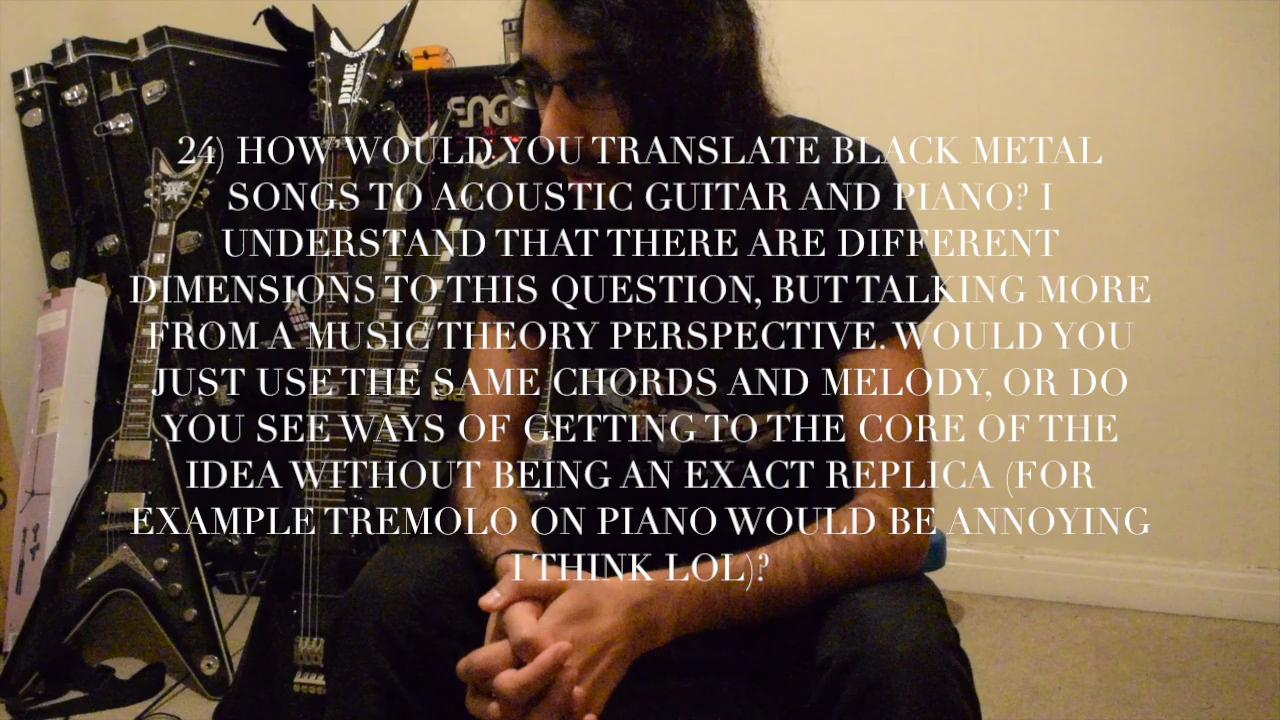 DIME
ENG
24) HOW WOULD YOU TRANSLATE BLACK METAL
SONGS TO ACOUSTIC GUITAR AND PIANO? I
UNDERSTAND THAT THERE ARE DIFFERENT
DIMENSIONS TO THIS QUESTION, BUT TALKING MORE
FROM A MUSIC THEORY PERSPECTIVE. WOULD YOU
JUST USE THE SAME CHORDS AND MELODY, OR DO
YOU SEE WAYS OF GETTING TO THE CORE OF THE
IDEA WITHOUT BEING AN EXACT REPLICA (FOR
EXAMPLE TREMOLO ON PIANO WOULD BE ANNOYING
I THINK LOL)?